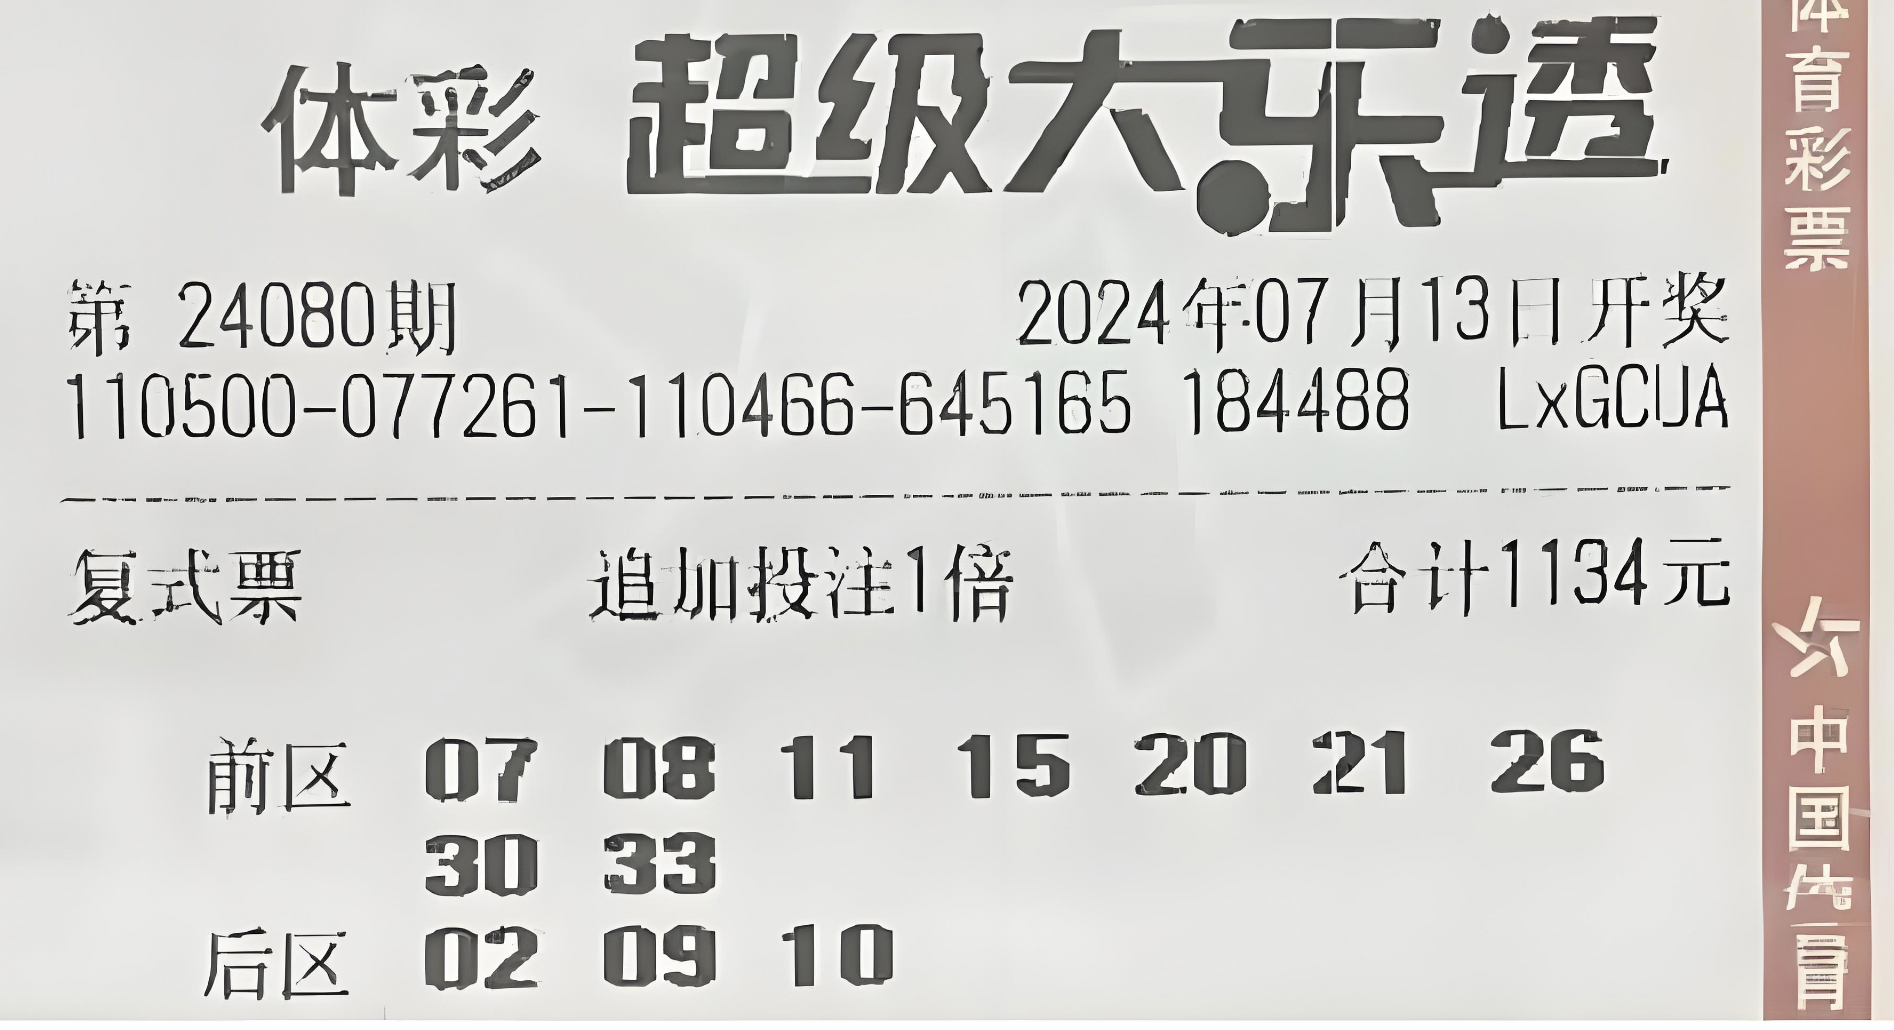 体彩 超级大乐透
第 24080期 2024年07月13日开奖
110500-077261-110466-645165 184488 LxGCUA
复式票 追加投注1倍 合计1134元
前区 07 08 11 15 20 21 26
30 33
后区 02 09 10
体育彩票
中国体育